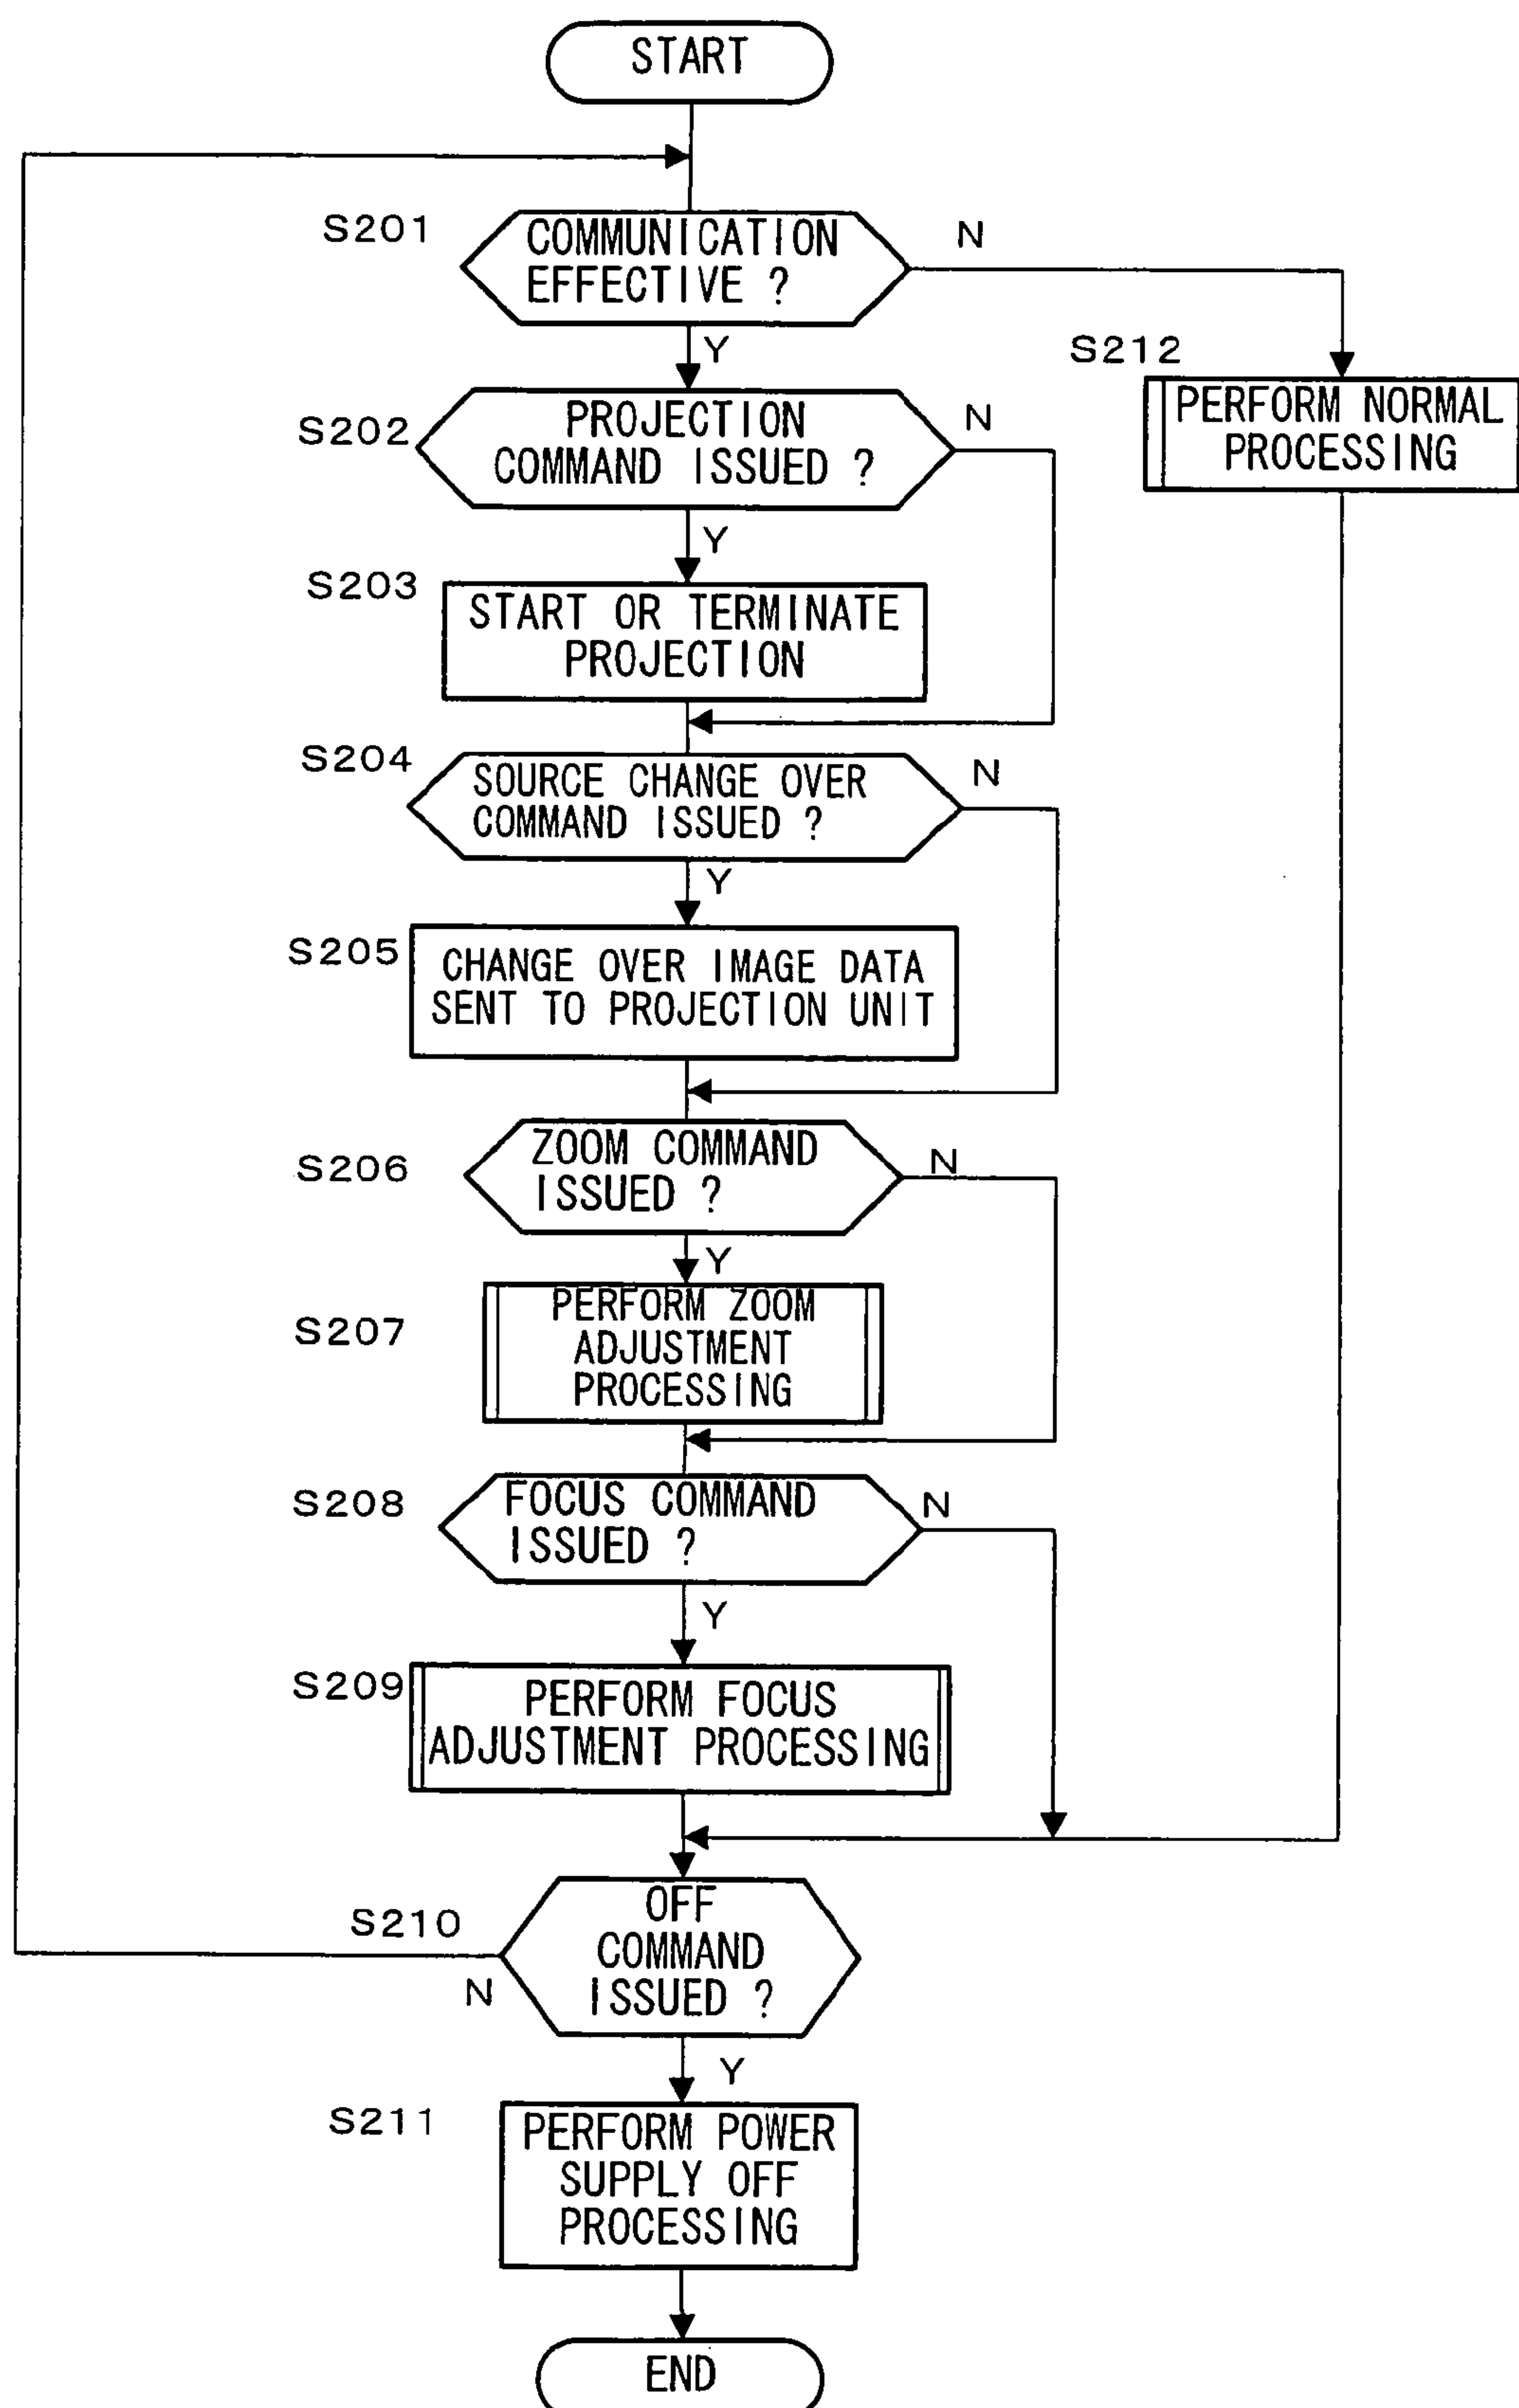 START
S201
COMMUNICATION
EFFECTIVE ?
N
Y
S212
PERFORM NORMAL
PROCESSING
S202
PROJECTION
COMMAND ISSUED ?
N
Y
S203
START OR TERMINATE
PROJECTION
S204
SOURCE CHANGE OVER
COMMAND ISSUED ?
N
Y
S205
CHANGE OVER IMAGE DATA
SENT TO PROJECTION UNIT
S206
ZOOM COMMAND
ISSUED ?
N
Y
S207
PERFORM ZOOM
ADJUSTMENT
PROCESSING
S208
FOCUS COMMAND
ISSUED ?
N
Y
S209
PERFORM FOCUS
ADJUSTMENT PROCESSING
S210
OFF
COMMAND
ISSUED ?
N
Y
S211
PERFORM POWER
SUPPLY OFF
PROCESSING
END